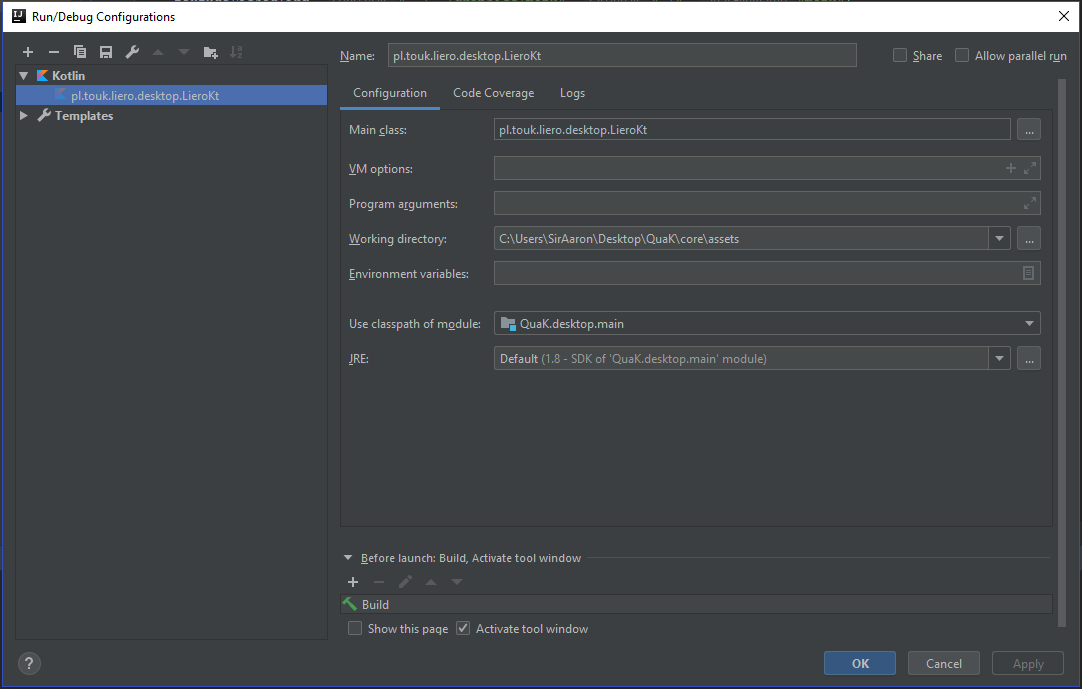 Run/Debug Configurations
Name: pl.touk.liero.desktop.LieroKt Share Allow parallel run
Kotlin
pl.touk.liero.desktop.LieroKt
Templates
Configuration Code Coverage Logs
Main class: pl.touk.liero.desktop.LieroKt ...
VM options:
Program arguments:
Working directory: C:\Users\SirAaron\Desktop\QuaK\core\assets ...
Environment variables:
Use classpath of module: QuaK.desktop.main
JRE: Default (1.8 - SDK of 'QuaK.desktop.main' module) ...
Before launch: Build, Activate tool window
Build
Show this page Activate tool window
? OK Cancel Apply